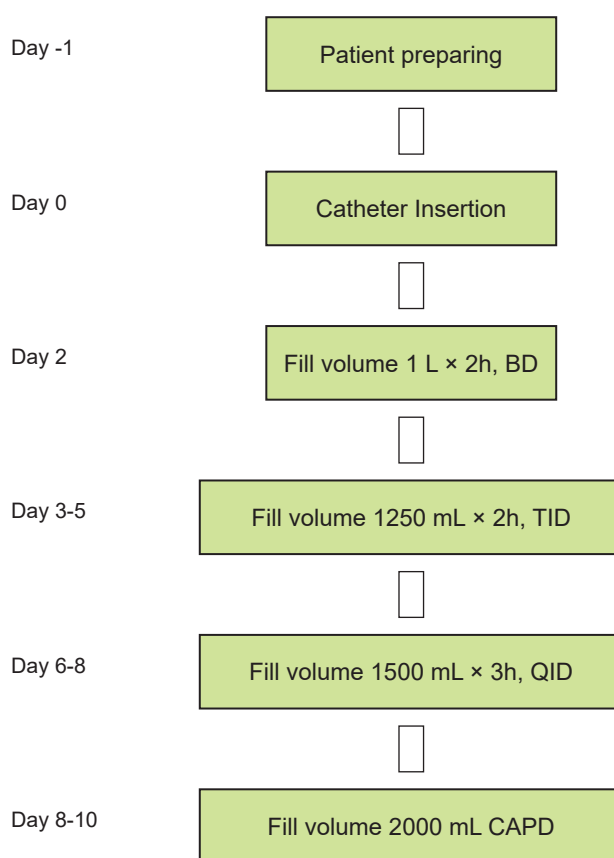 Day -1
Patient preparing
Day 0
Catheter Insertion
Day 2
Fill volume 1 L × 2h, BD
Day 3-5
Fill volume 1250 mL × 2h, TID
Day 6-8
Fill volume 1500 mL × 3h, QID
Day 8-10
Fill volume 2000 mL CAPD